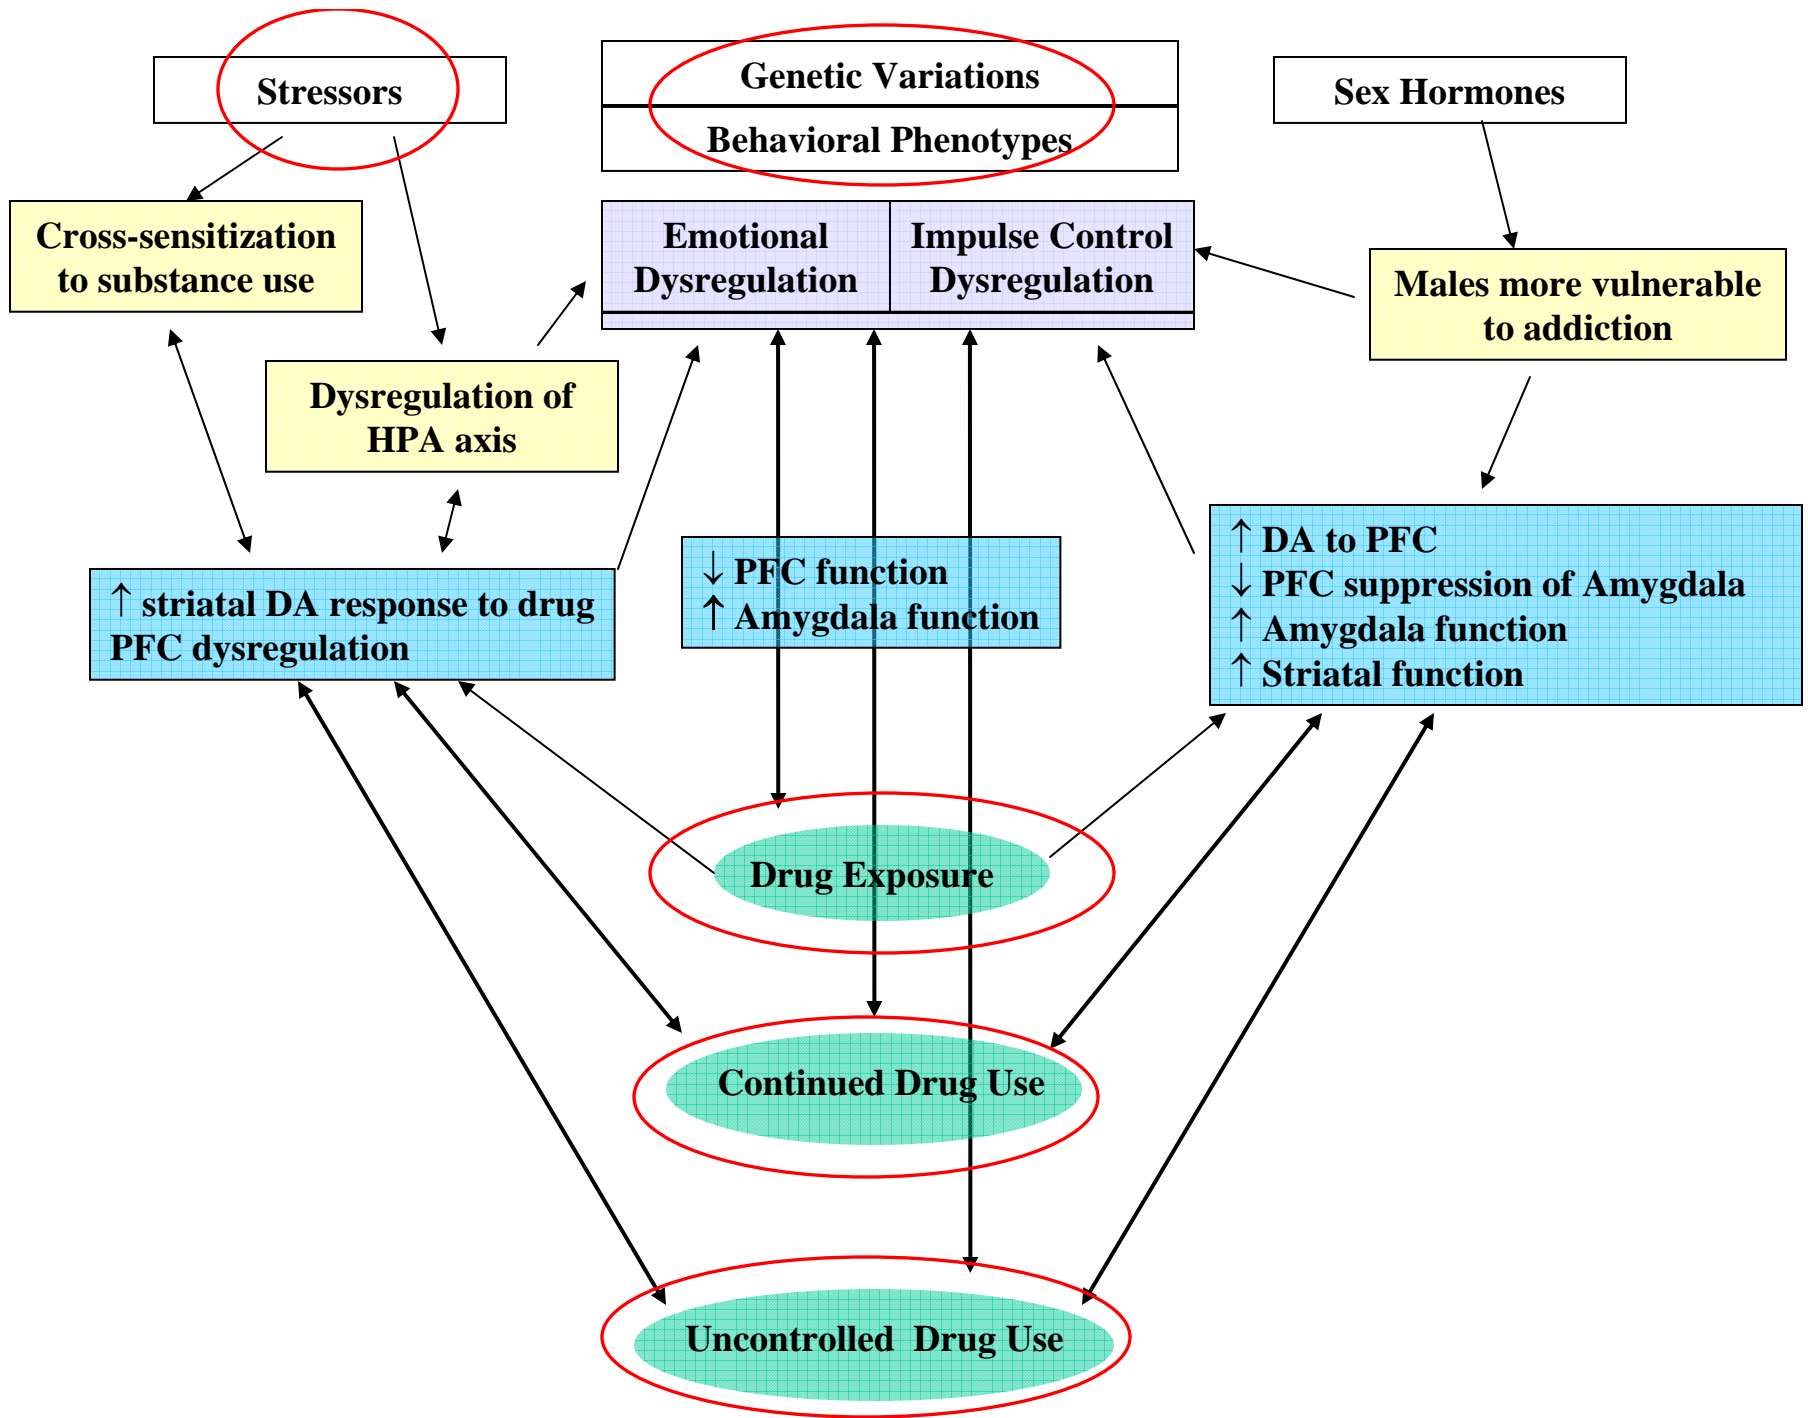 Stressors
Genetic Variations
Behavioral Phenotypes
Sex Hormones
Cross-sensitization
to substance use
Emotional
Dysregulation
Impulse Control
Dysregulation
Males more vulnerable
to addiction
Dysregulation of
HPA axis
↑ striatal DA response to drug
PFC dysregulation
↓ PFC function
↑ Amygdala function
↑ DA to PFC
↓ PFC suppression of Amygdala
↑ Amygdala function
↑ Striatal function
Drug Exposure
Continued Drug Use
Uncontrolled Drug Use